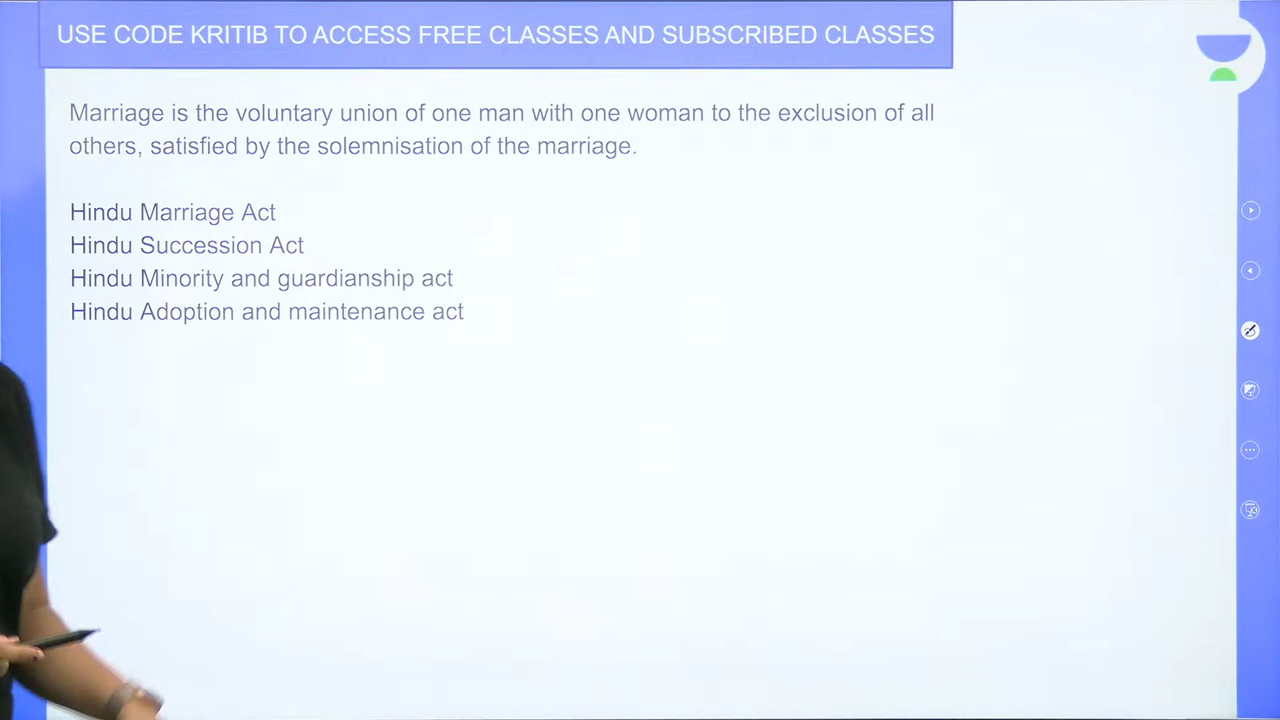 USE CODE KRITIB TO ACCESS FREE CLASSES AND SUBSCRIBED CLASSES
Marriage is the voluntary union of one man with one woman to the exclusion of all
others, satisfied by the solemnisation of the marriage.
Hindu Marriage Act
Hindu Succession Act
Hindu Minority and guardianship act
Hindu Adoption and maintenance act